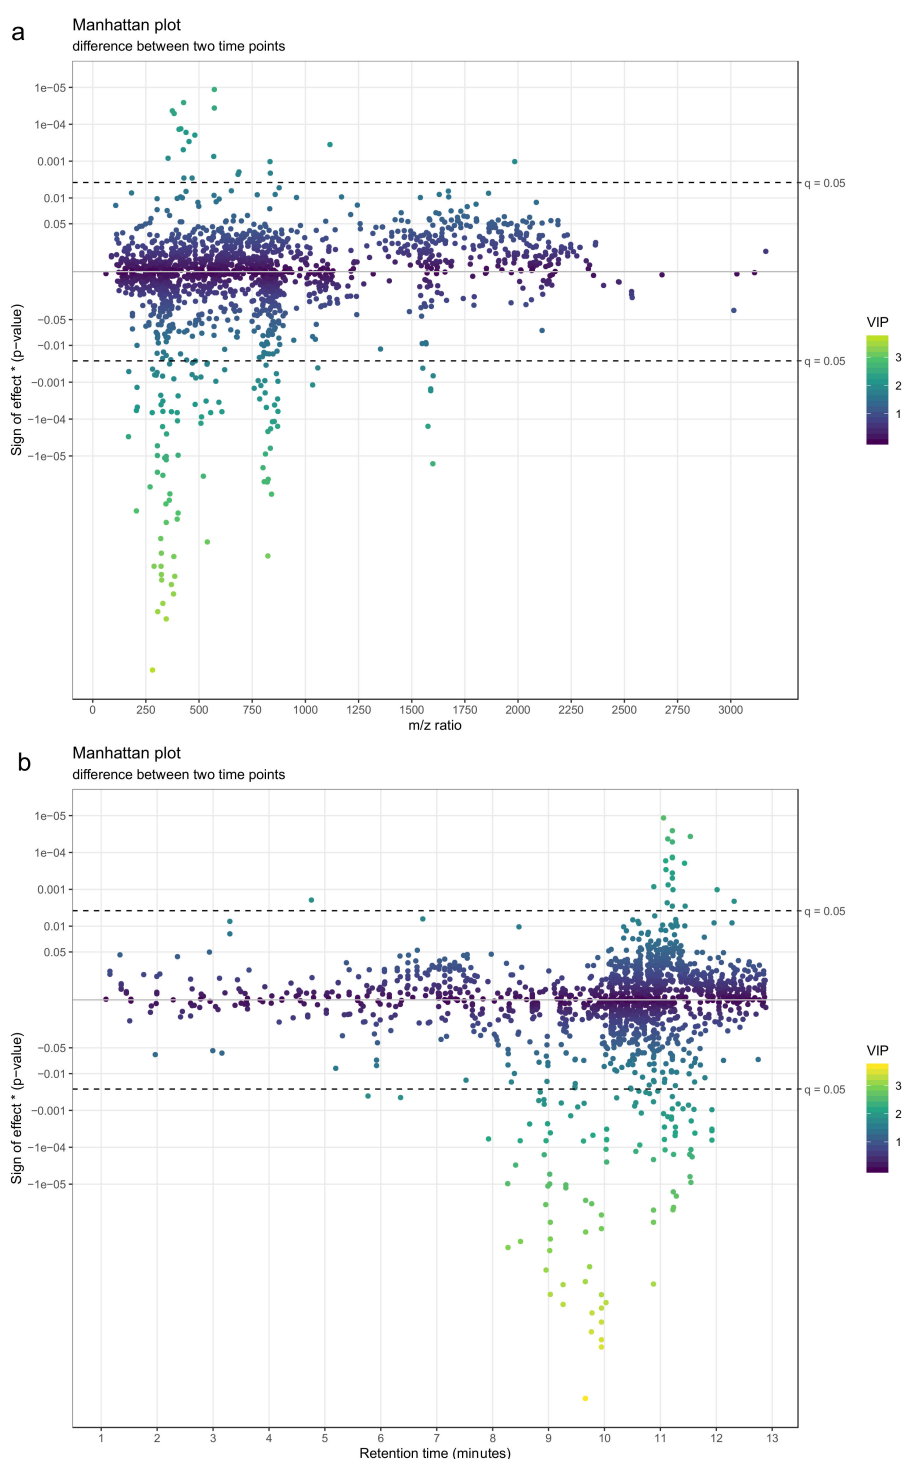 a
Manhattan plot
difference between two time points
1e−05
1e−04
0.001
q = 0.05
0.01
0.05
−0.05
−0.01
q = 0.05
−0.001
−1e−04
−1e−05
Sign of effect * (p−value)
VIP
3
2
1
0 250 500 750 1000 1250 1500 1750 2000 2250 2500 2750 3000
m/z ratio
b
Manhattan plot
difference between two time points
1e−05
1e−04
0.001
q = 0.05
0.01
0.05
−0.05
−0.01
q = 0.05
−0.001
−1e−04
−1e−05
Sign of effect * (p−value)
VIP
3
2
1
1 2 3 4 5 6 7 8 9 10 11 12 13
Retention time (minutes)